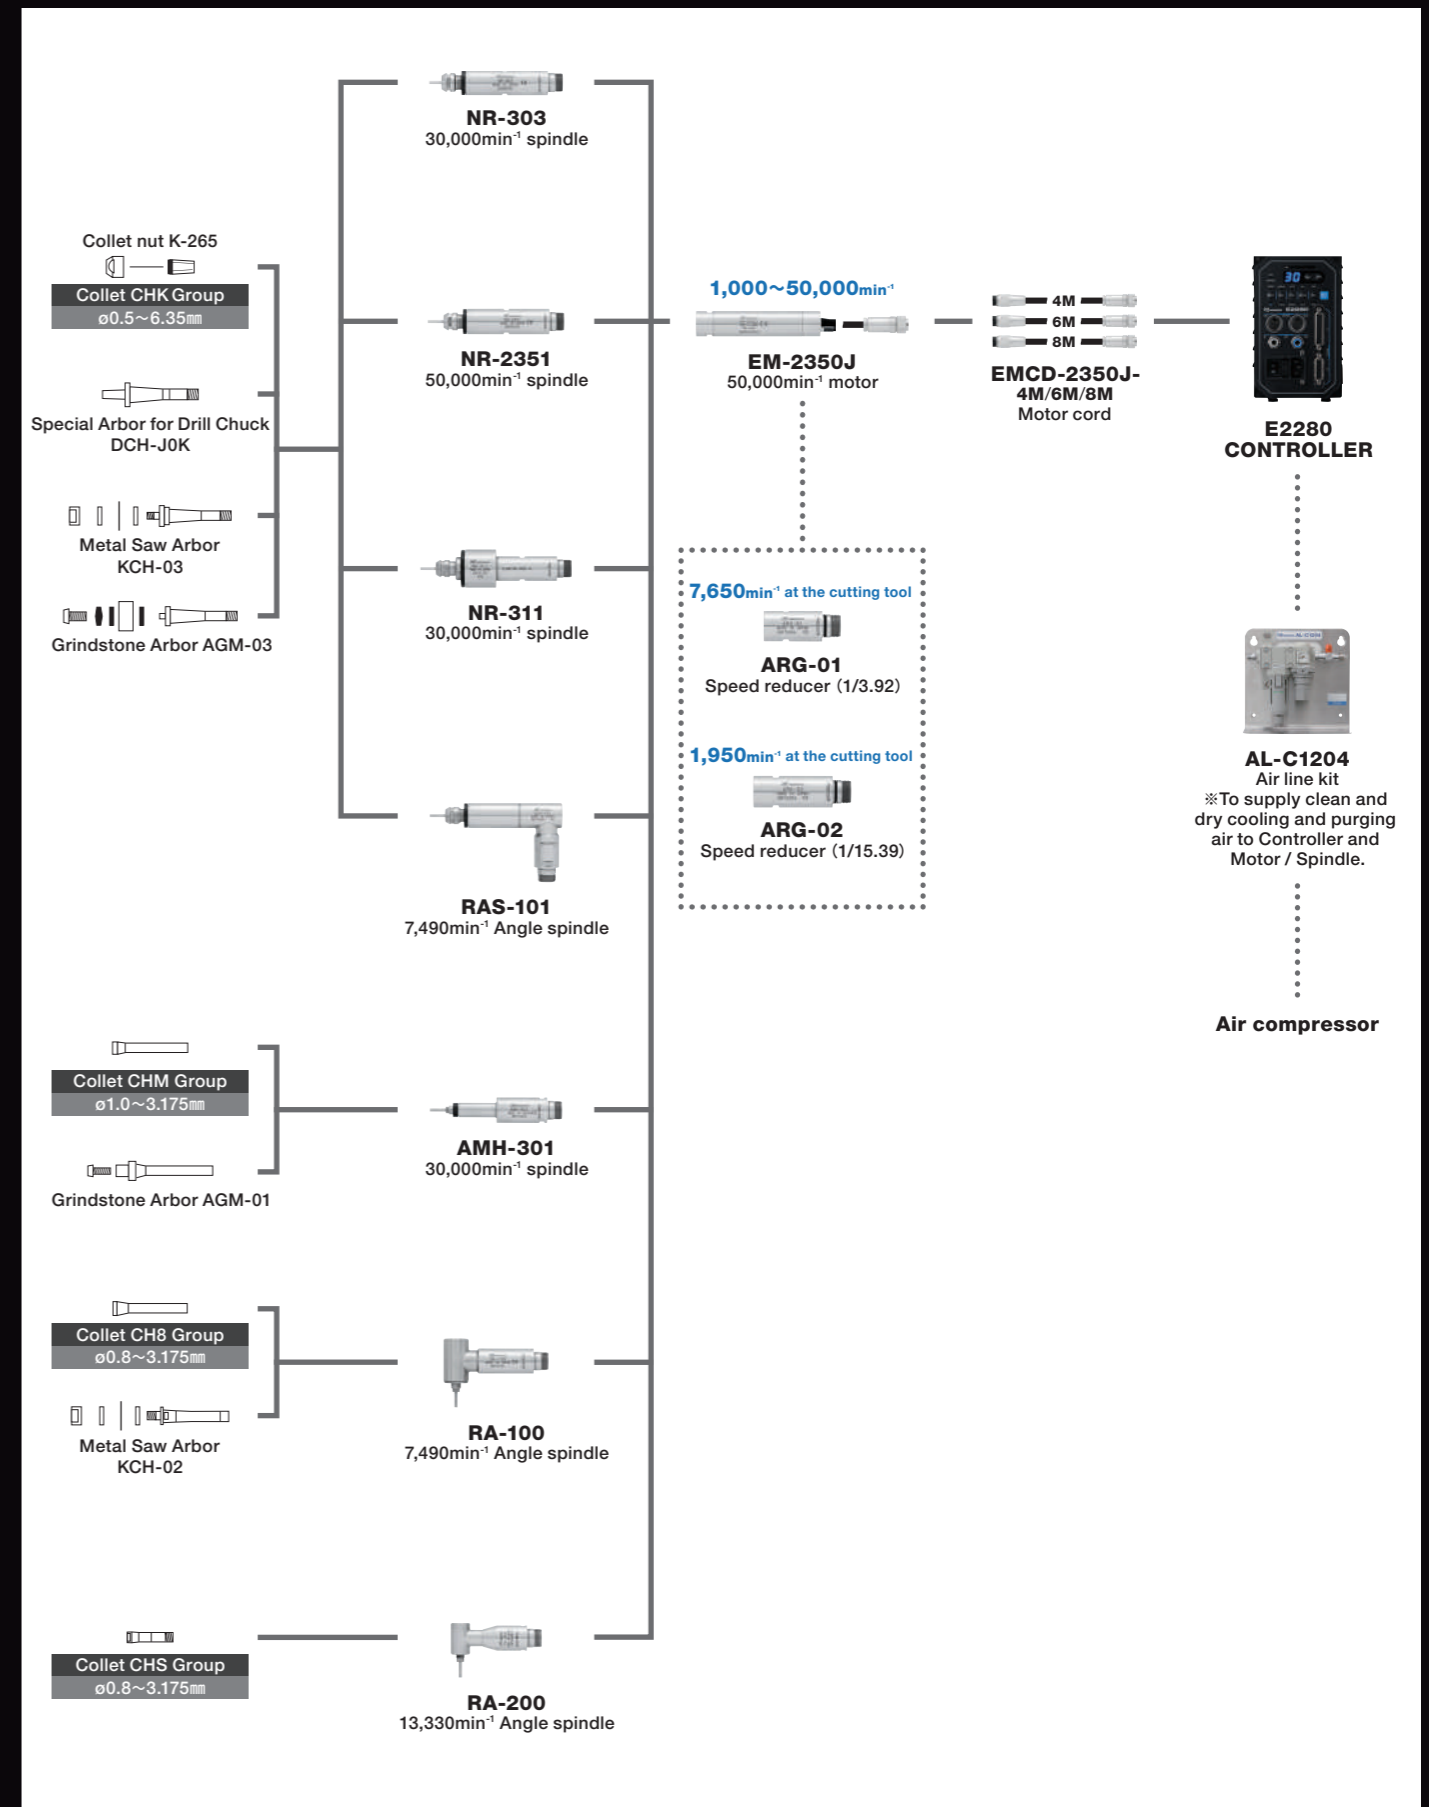 NR-303
30,000min⁻¹ spindle
Collet nut K-265
Collet CHK Group
ø0.5～6.35㎜
Special Arbor for Drill Chuck
DCH-J0K
Metal Saw Arbor
KCH-03
Grindstone Arbor AGM-03
NR-2351
50,000min⁻¹ spindle
NR-311
30,000min⁻¹ spindle
RAS-101
7,490min⁻¹ Angle spindle
1,000～50,000min⁻¹
EM-2350J
50,000min⁻¹ motor
4M
6M
8M
EMCD-2350J-
4M/6M/8M
Motor cord
30
E2280
CONTROLLER
7,650min⁻¹ at the cutting tool
ARG-01
Speed reducer（1/3.92）
1,950min⁻¹ at the cutting tool
ARG-02
Speed reducer（1/15.39）
AL-C1204
AL-C1204
Air line kit
※To supply clean and
dry cooling and purging
air to Controller and
Motor / Spindle.
Air compressor
Collet CHM Group
ø1.0～3.175㎜
Grindstone Arbor AGM-01
AMH-301
30,000min⁻¹ spindle
Collet CH8 Group
ø0.8～3.175㎜
Metal Saw Arbor
KCH-02
RA-100
7,490min⁻¹ Angle spindle
Collet CHS Group
ø0.8～3.175㎜
RA-200
13,330min⁻¹ Angle spindle